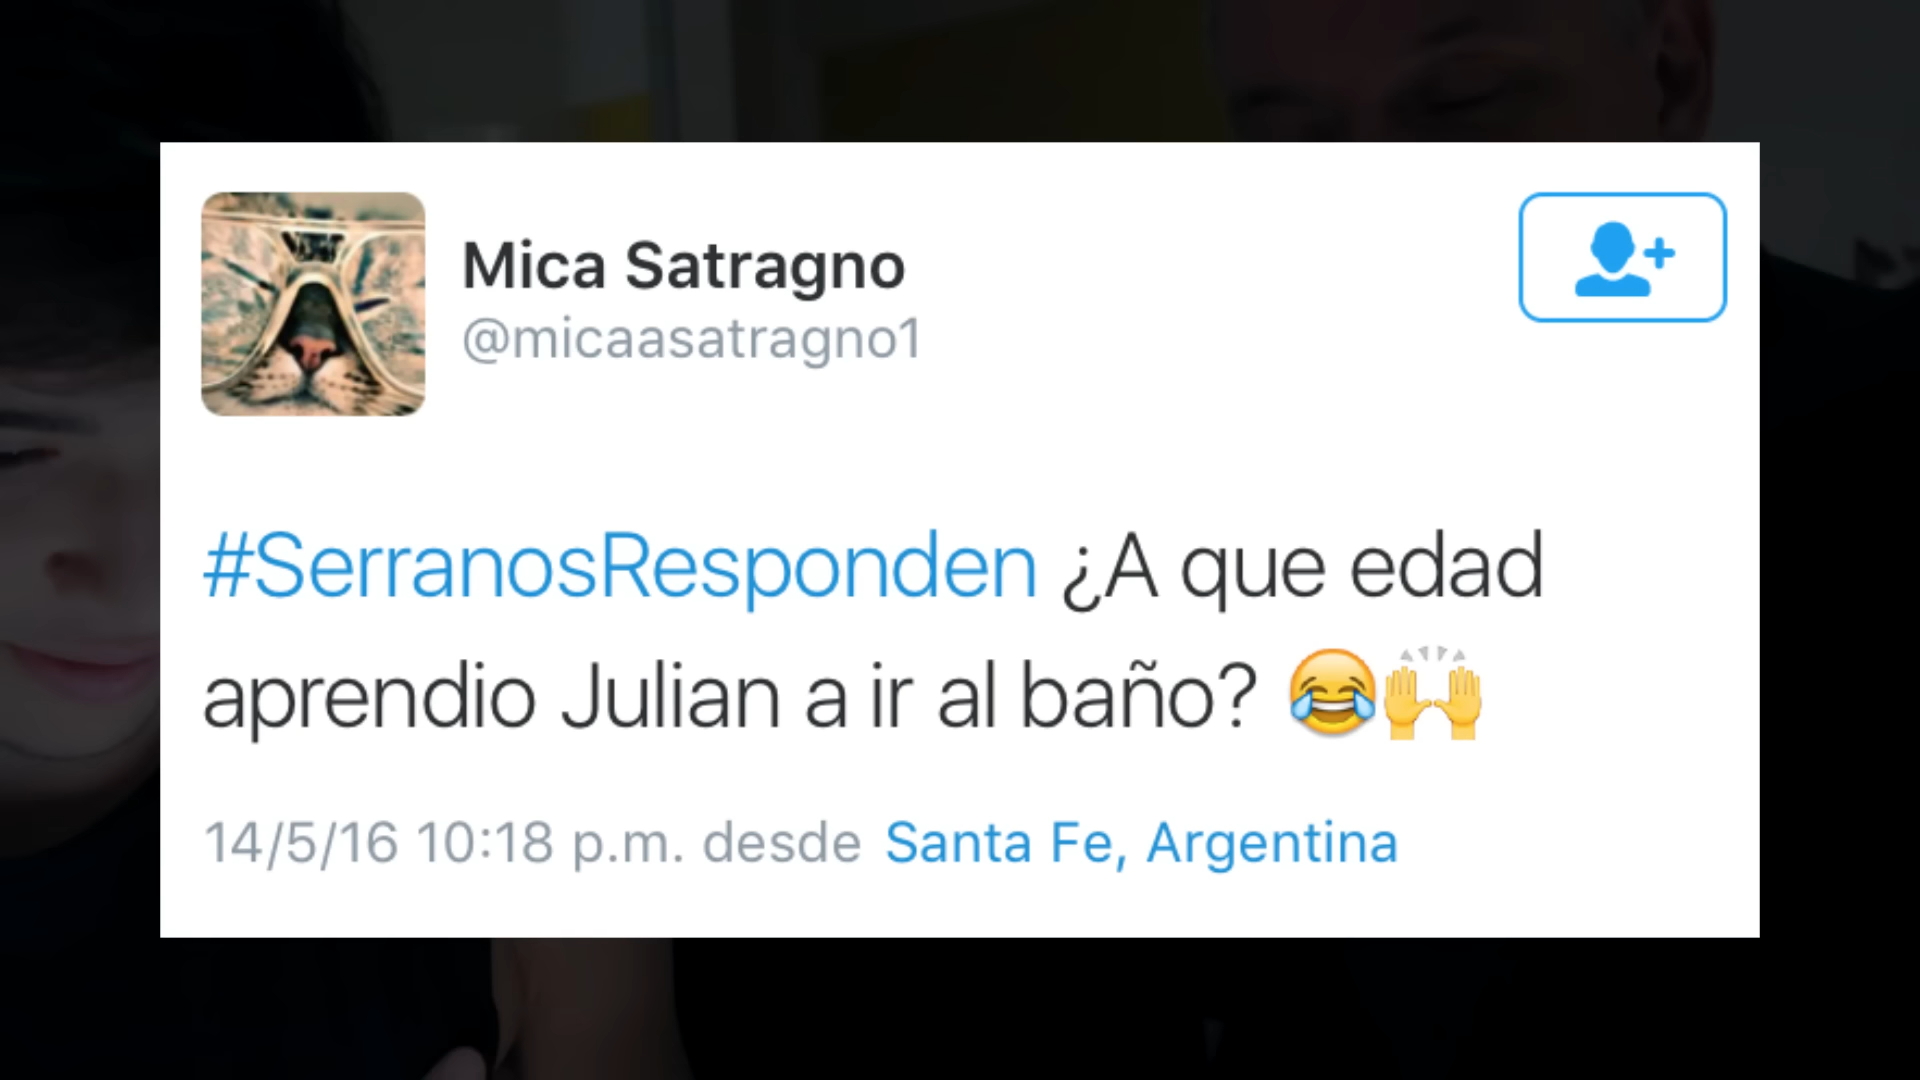 Mica Satragno
@micaasatragno1
#SerranosResponden ¿A que edad
aprendio Julian a ir al baño? 😂🙌
14/5/16 10:18 p.m. desde Santa Fe, Argentina